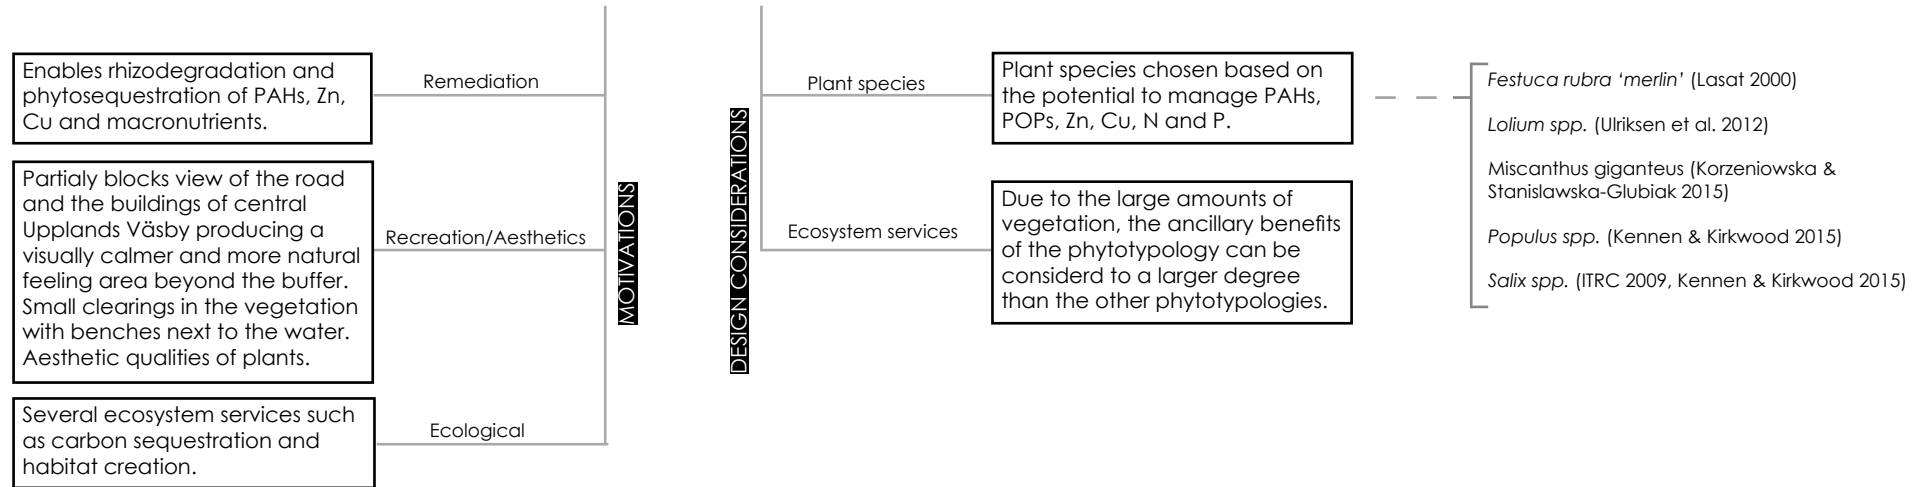 Enables rhizodegradation and
phytosequestration of PAHs, Zn,
Cu and macronutrients.
Remediation
Partialy blocks view of the road
and the buildings of central
Upplands Väsby producing a
visually calmer and more natural
feeling area beyond the buffer.
Small clearings in the vegetation
with benches next to the water.
Aesthetic qualities of plants.
Recreation/Aesthetics
Several ecosystem services such
as carbon sequestration and
habitat creation.
Ecological
MOTIVATIONS
DESIGN CONSIDERATIONS
Plant species
Plant species chosen based on
the potential to manage PAHs,
POPs, Zn, Cu, N and P.
Ecosystem services
Due to the large amounts of
vegetation, the ancillary benefits
of the phytotypology can be
considerd to a larger degree
than the other phytotypologies.
Festuca rubra ‘merlin’ (Lasat 2000)
Lolium spp. (Ulriksen et al. 2012)
Miscanthus giganteus (Korzeniowska &
Stanislawska-Glubiak 2015)
Populus spp. (Kennen & Kirkwood 2015)
Salix spp. (ITRC 2009, Kennen & Kirkwood 2015)